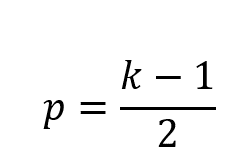 p = (k − 1) / 2